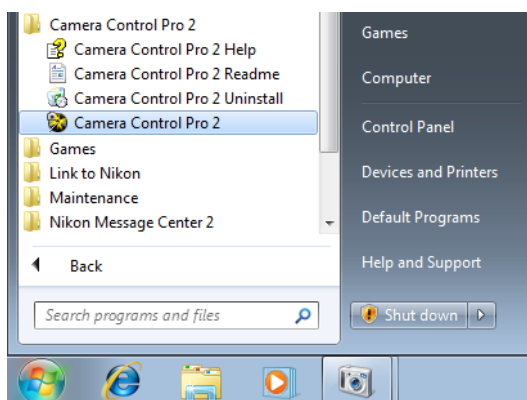 Camera Control Pro 2
Camera Control Pro 2 Help
Camera Control Pro 2 Readme
Camera Control Pro 2 Uninstall
Camera Control Pro 2
Games
Link to Nikon
Maintenance
Nikon Message Center 2
Back
Search programs and files
Games
Computer
Control Panel
Devices and Printers
Default Programs
Help and Support
Shut down